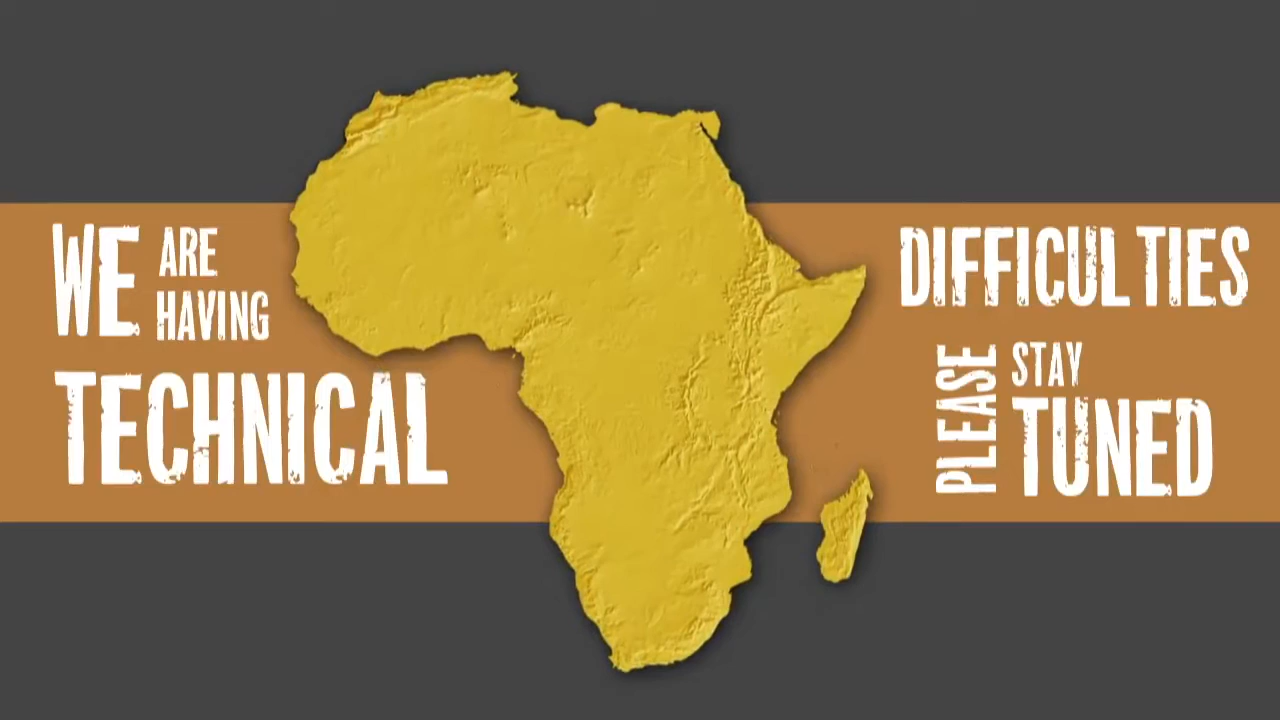 WE ARE
HAVING
TECHNICAL
DIFFICULTIES
PLEASE
STAY
TUNED